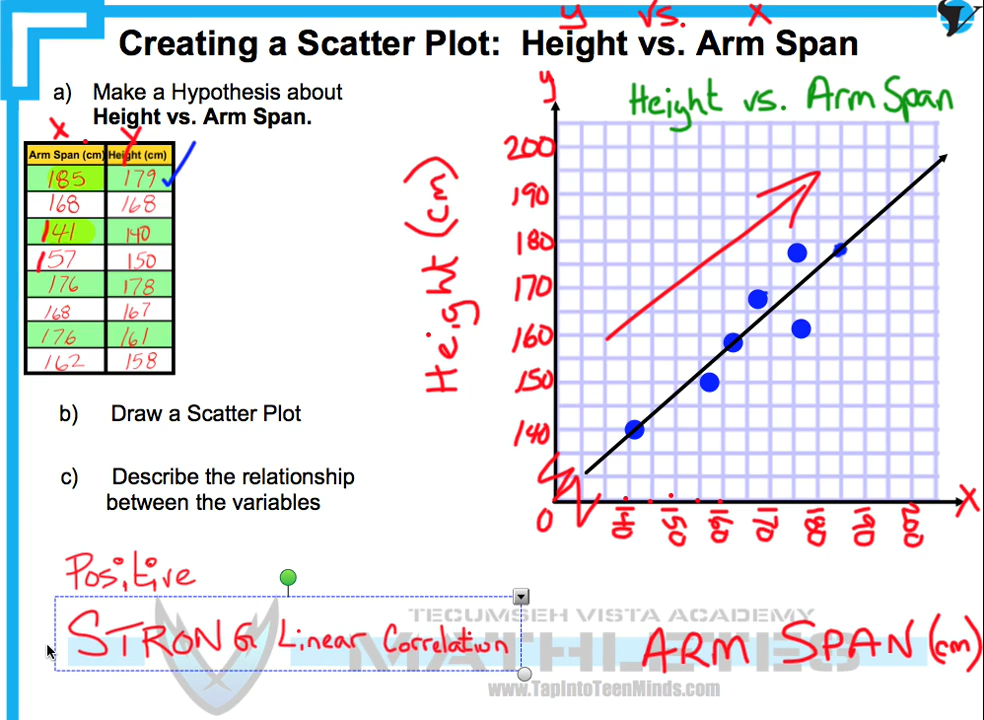 y vs. x
Creating a Scatter Plot: Height vs. Arm Span
a) Make a Hypothesis about
Height vs. Arm Span.
x y
Arm Span (cm) Height (cm)
185 179
168 168
141 140
157 150
176 178
168 167
176 161
162 158
b) Draw a Scatter Plot
c) Describe the relationship
between the variables
y
Height vs. Arm Span
Height (cm)
200
190
180
170
160
150
140
0
140 150 160 170 180 190 200
x
Positive
STRONG Linear Correlation
ARM SPAN (cm)
TECUMSEH VISTA ACADEMY
MATHLETES
www.TapIntoTeenMinds.com